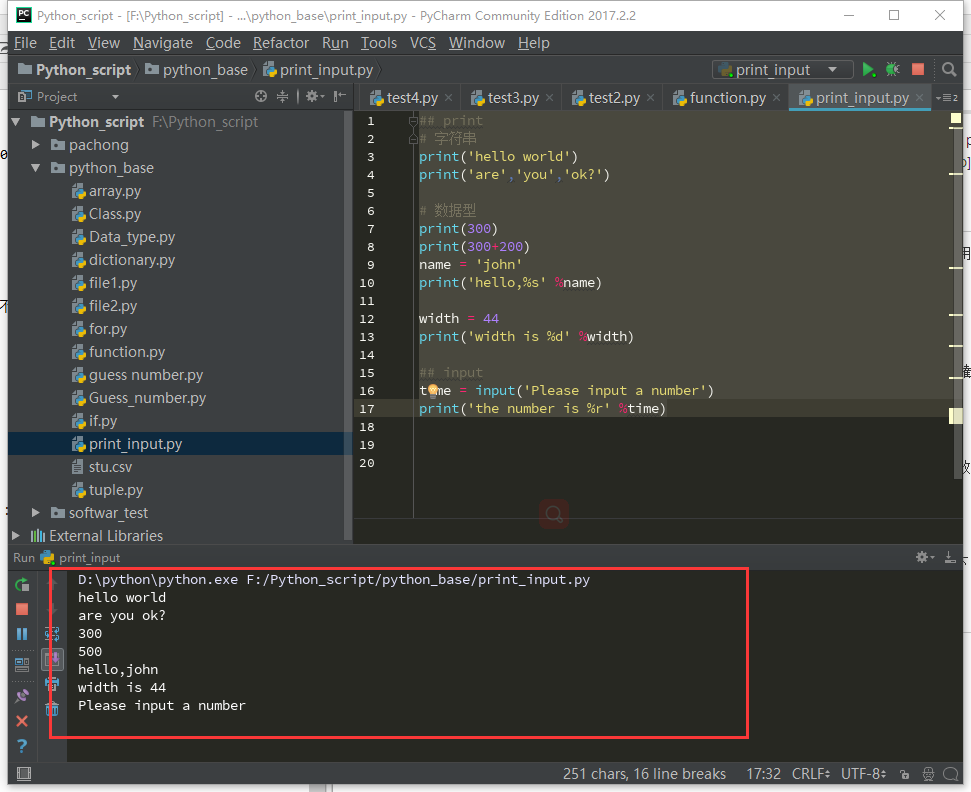 Python_script - [F:\Python_script] - ...\python_base\print_input.py - PyCharm Community Edition 2017.2.2
File Edit View Navigate Code Refactor Run Tools VCS Window Help
Python_script python_base print_input.py print_input
Project test4.py test3.py test2.py function.py print_input.py 2
Python_script F:\Python_script
pachong
python_base
array.py
Class.py
Data_type.py
dictionary.py
file1.py
file2.py
for.py
function.py
guess number.py
Guess_number.py
if.py
print_input.py
stu.csv
tuple.py
softwar_test
External Libraries
1 ## print
2 # 字符串
3 print('hello world')
4 print('are','you','ok?')
5
6 # 数据型
7 print(300)
8 print(300+200)
9 name = 'john'
10 print('hello,%s' %name)
11
12 width = 44
13 print('width is %d' %width)
14
15 ## input
16 time = input('Please input a number')
17 print('the number is %r' %time)
18
19
20
Run print_input
D:\python\python.exe F:/Python_script/python_base/print_input.py
hello world
are you ok?
300
500
hello,john
width is 44
Please input a number
251 chars, 16 line breaks 17:32 CRLF UTF-8